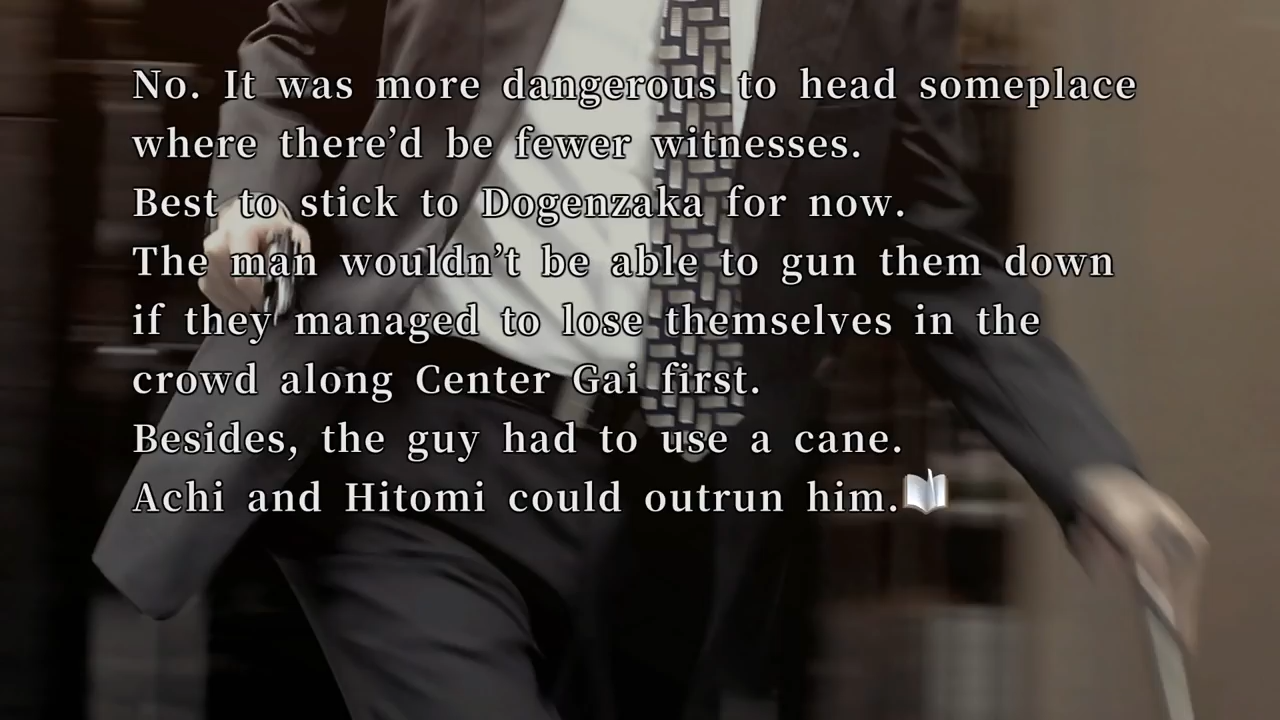 No. It was more dangerous to head someplace
where there’d be fewer witnesses.
Best to stick to Dogenzaka for now.
The man wouldn’t be able to gun them down
if they managed to lose themselves in the
crowd along Center Gai first.
Besides, the guy had to use a cane.
Achi and Hitomi could outrun him.